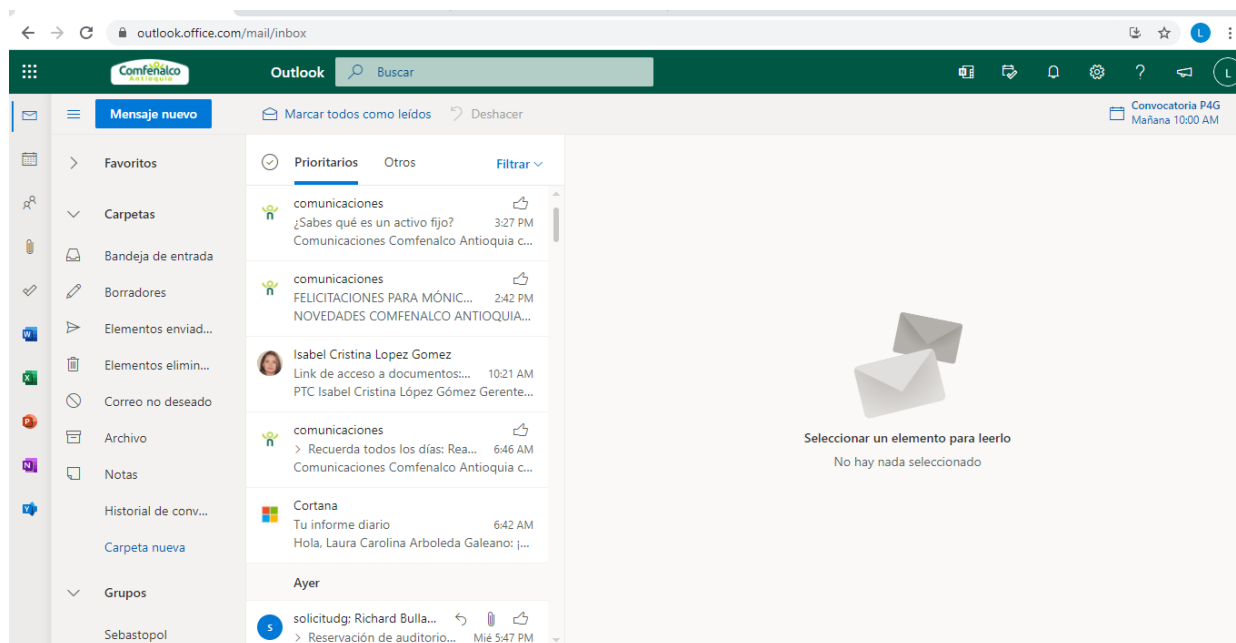 outlook.office.com/mail/inbox
L
Comfenalco
Antioquia
Outlook
Buscar
L
Mensaje nuevo
Marcar todos como leídos
Deshacer
Convocatoria P4G
Mañana 10:00 AM
Favoritos
Carpetas
Bandeja de entrada
Borradores
Elementos enviad...
Elementos elimin...
Correo no deseado
Archivo
Notas
Historial de conv...
Carpeta nueva
Grupos
Sebastopol
Prioritarios Otros Filtrar
comunicaciones
¿Sabes qué es un activo fijo? 3:27 PM
Comunicaciones Comfenalco Antioquia c...
comunicaciones
FELICITACIONES PARA MÓNIC... 2:42 PM
NOVEDADES COMFENALCO ANTIOQUIA...
Isabel Cristina Lopez Gomez
Link de acceso a documentos:... 10:21 AM
PTC Isabel Cristina López Gómez Gerente...
comunicaciones
> Recuerda todos los días: Rea... 6:46 AM
Comunicaciones Comfenalco Antioquia c...
Cortana
Tu informe diario 6:42 AM
Hola, Laura Carolina Arboleda Galeano: ¡...
Ayer
S
solicitudg; Richard Bulla...
> Reservación de auditorio... Mié 5:47 PM
Seleccionar un elemento para leerlo
No hay nada seleccionado